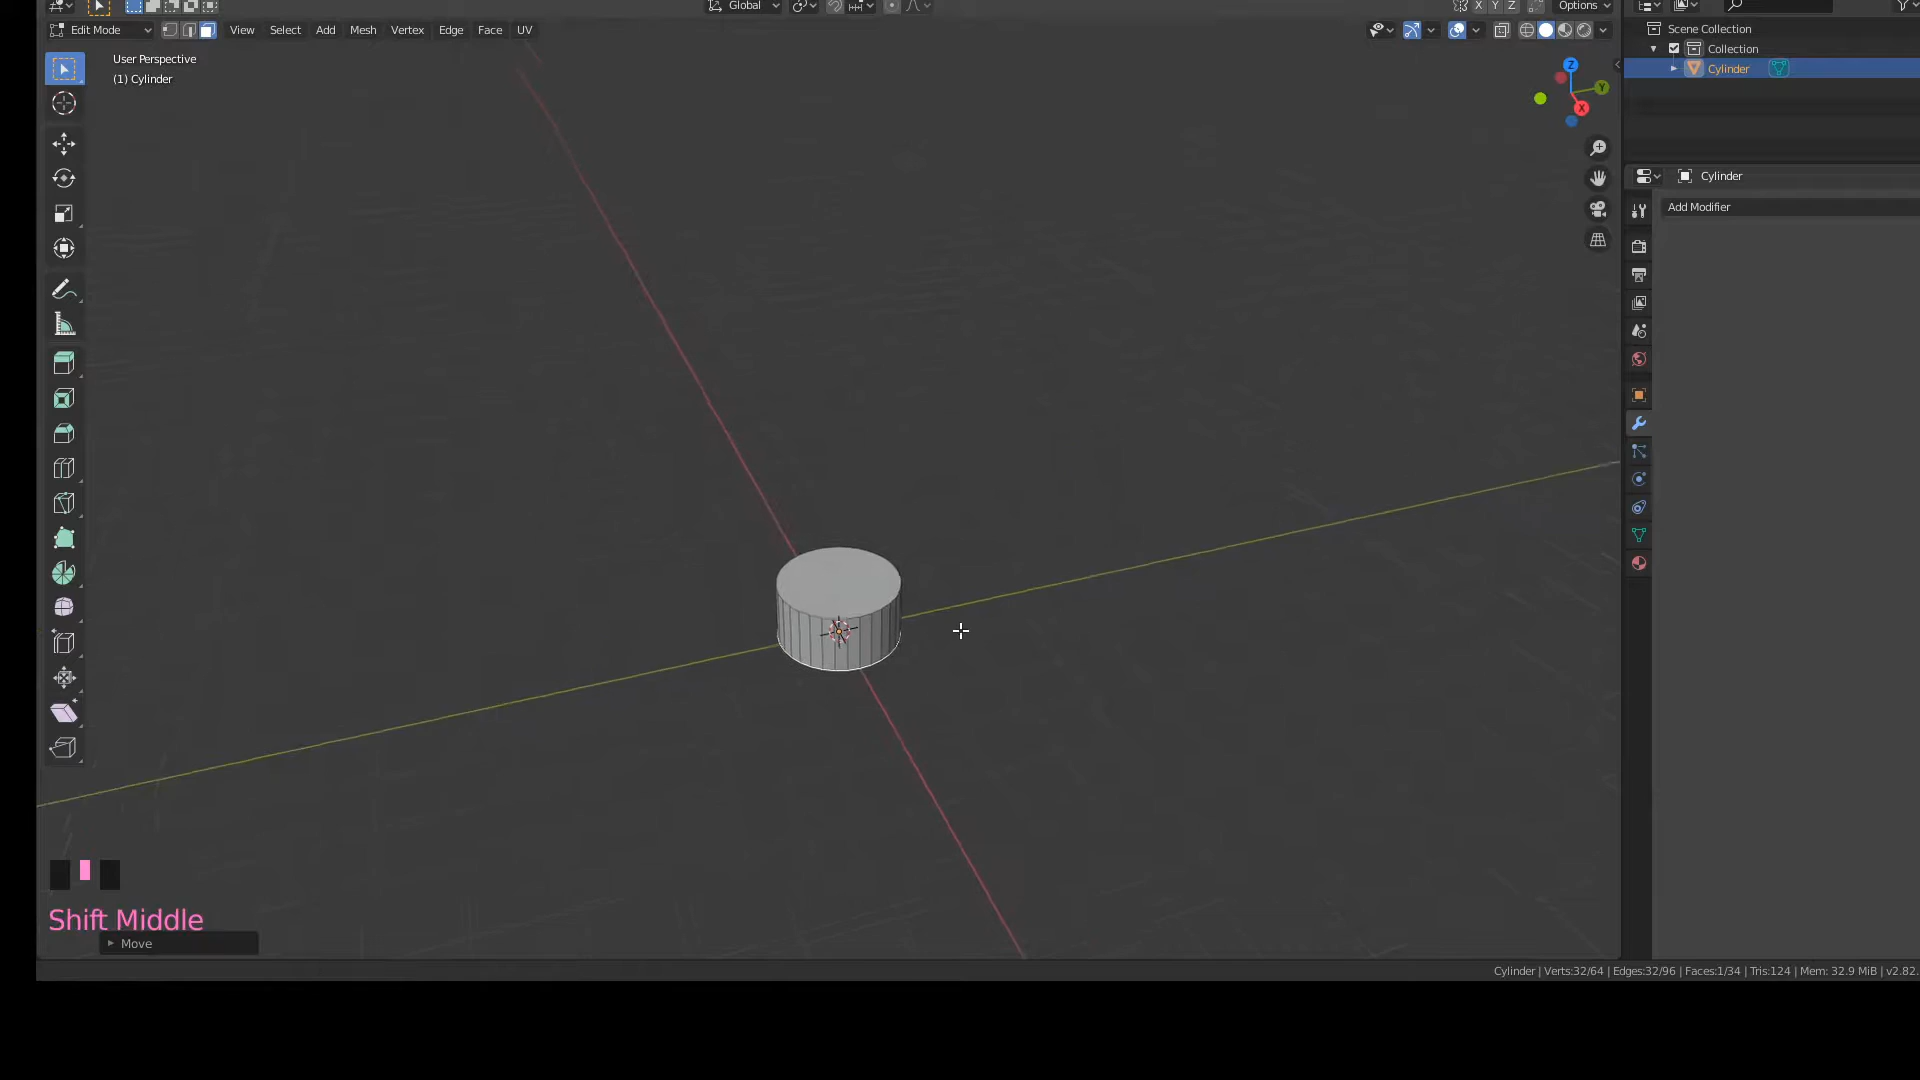 Global
X Y Z
Options
Edit Mode
View
Select
Add
Mesh
Vertex
Edge
Face
UV
User Perspective
(1) Cylinder
Z
Y
X
Scene Collection
Collection
Cylinder
Cylinder
Add Modifier
Shift Middle
Move
Cylinder | Verts:32/64 | Edges:32/96 | Faces:1/34 | Tris:124 | Mem: 32.9 MiB | v2.82.